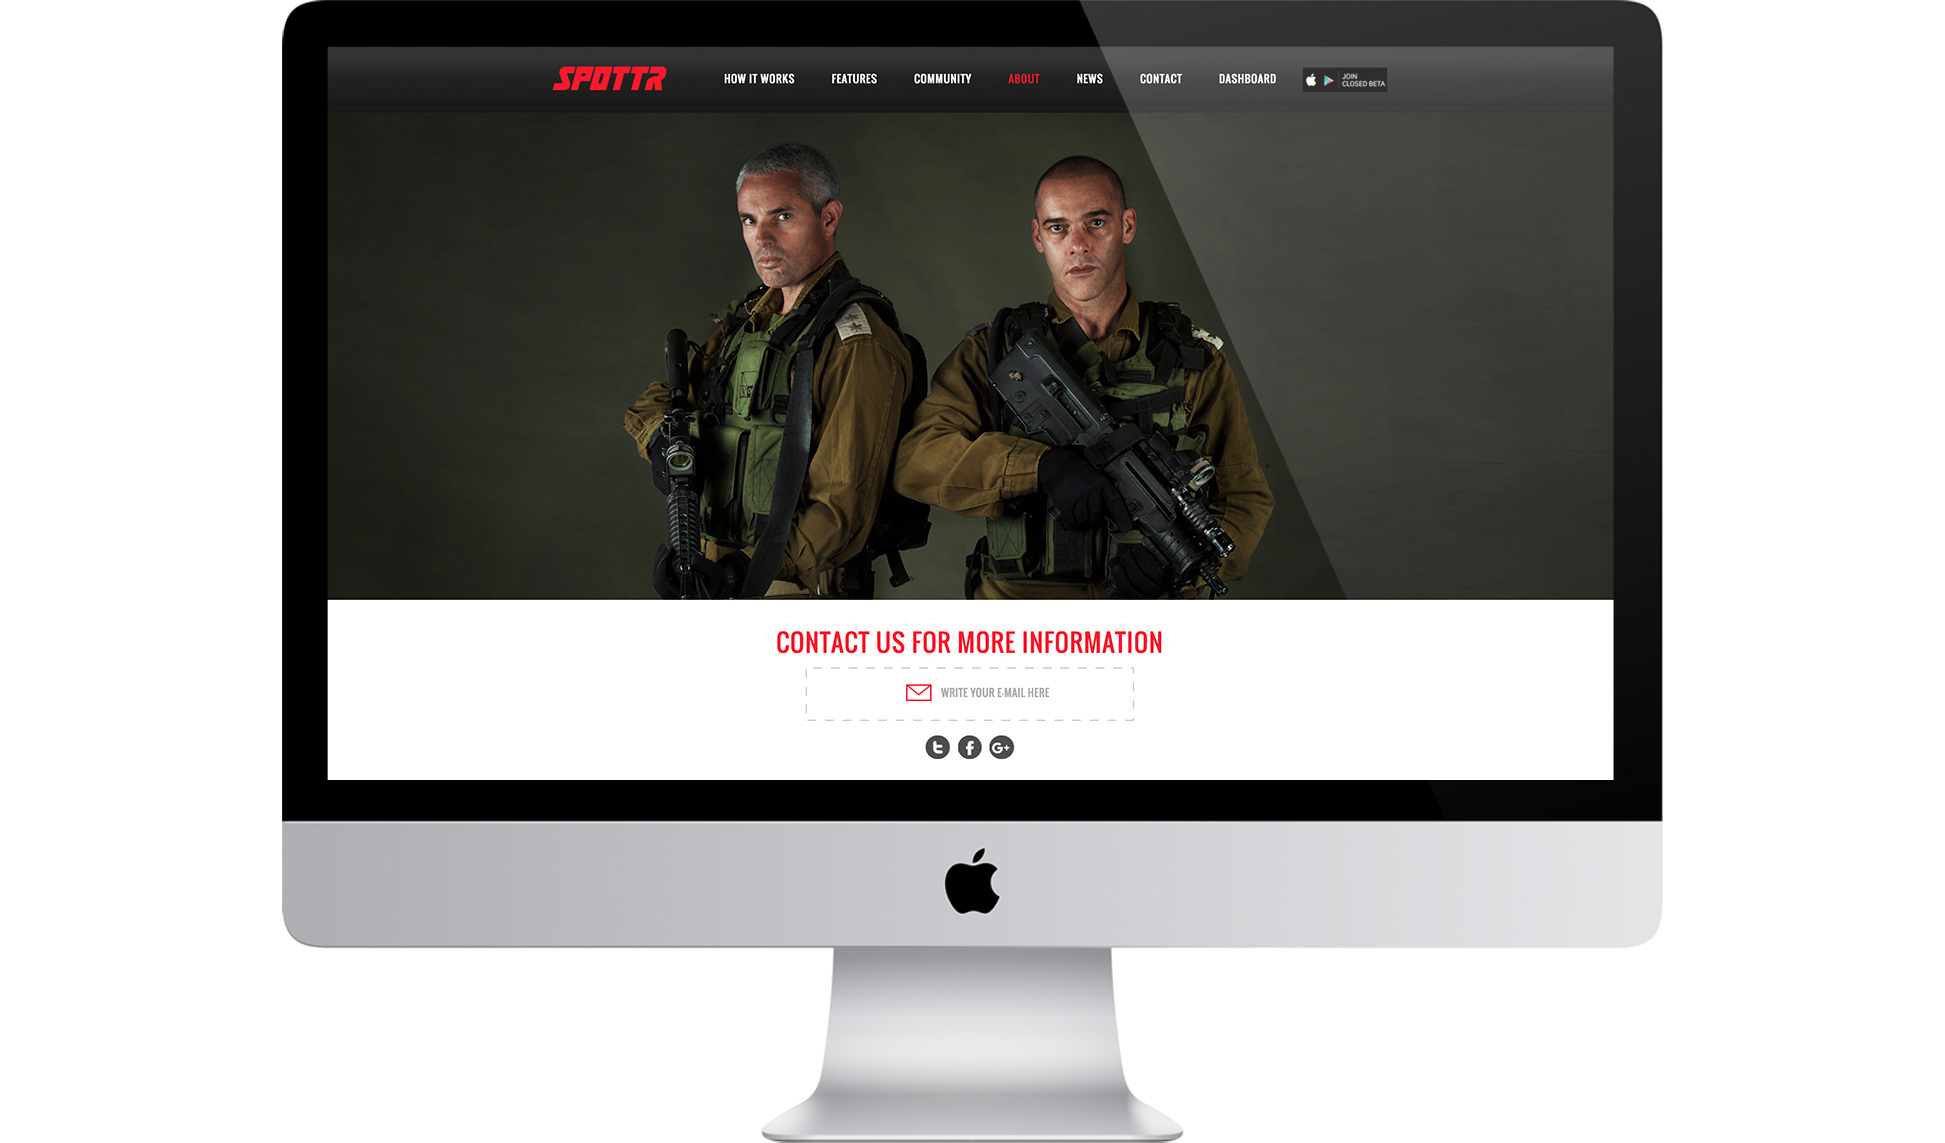 SPOTTR
HOW IT WORKS
FEATURES
COMMUNITY
ABOUT
NEWS
CONTACT
DASHBOARD
JOIN
CLOSED BETA
CONTACT US FOR MORE INFORMATION
WRITE YOUR E-MAIL HERE
G+